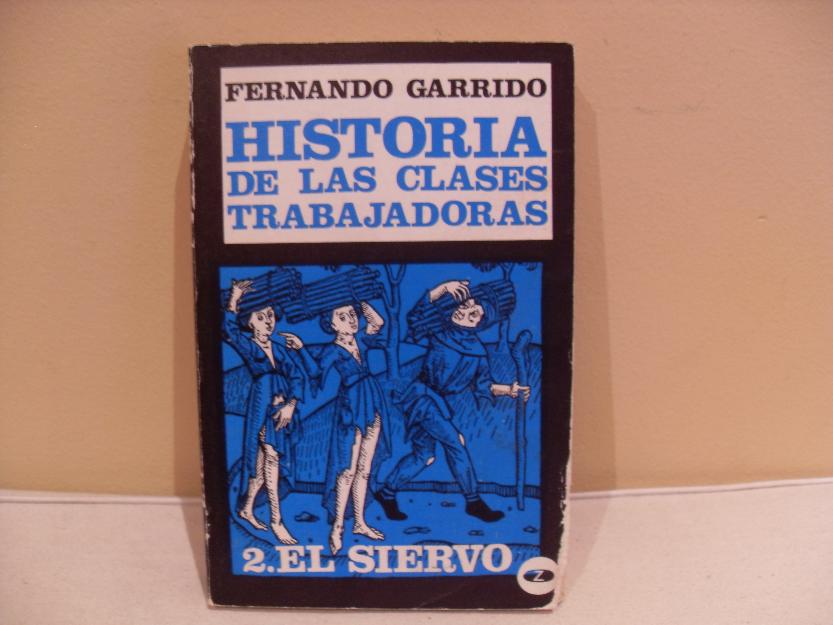 FERNANDO GARRIDO
HISTORIA
DE LAS CLASES
TRABAJADORAS
2. EL SIERVO
Z